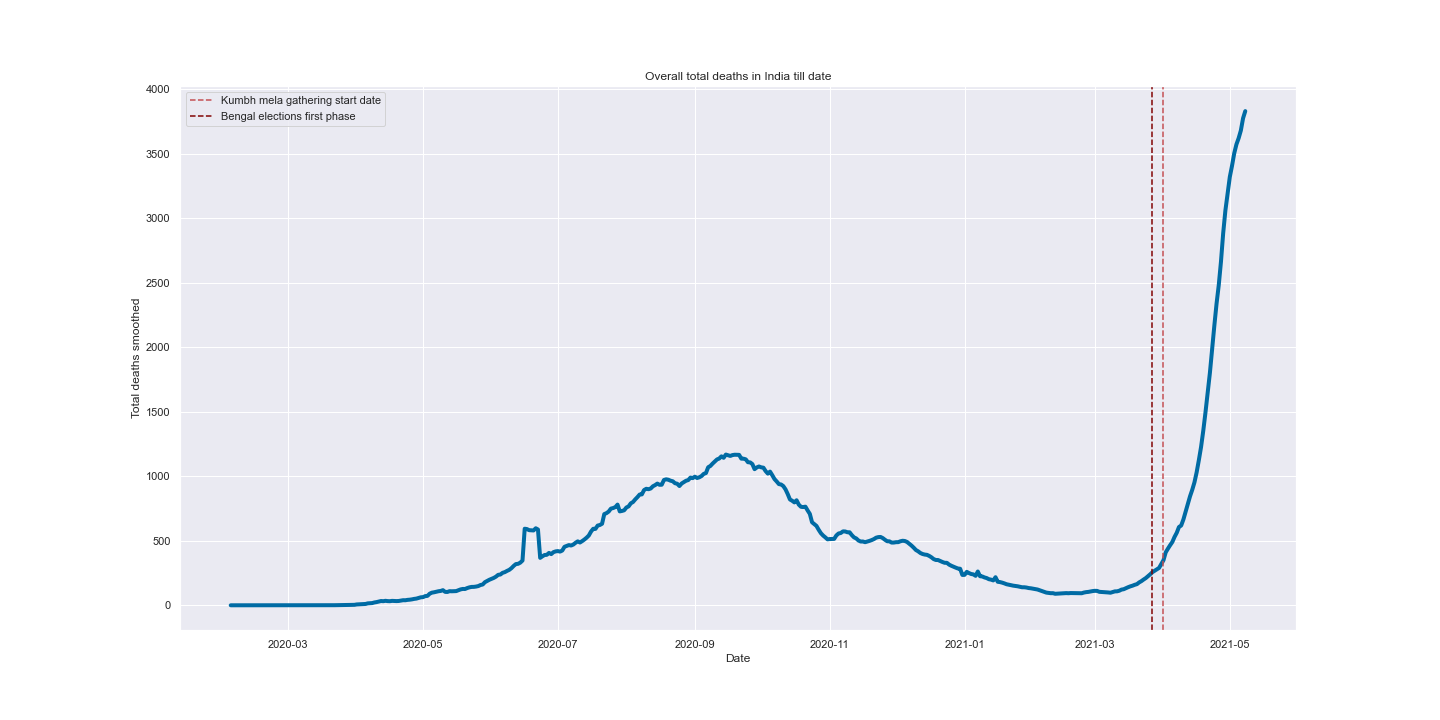 Overall total deaths in India till date
Kumbh mela gathering start date
Bengal elections first phase
Total deaths smoothed
4000
3500
3000
2500
2000
1500
1000
500
0
2020-03 2020-05 2020-07 2020-09 2020-11 2021-01 2021-03 2021-05
Date